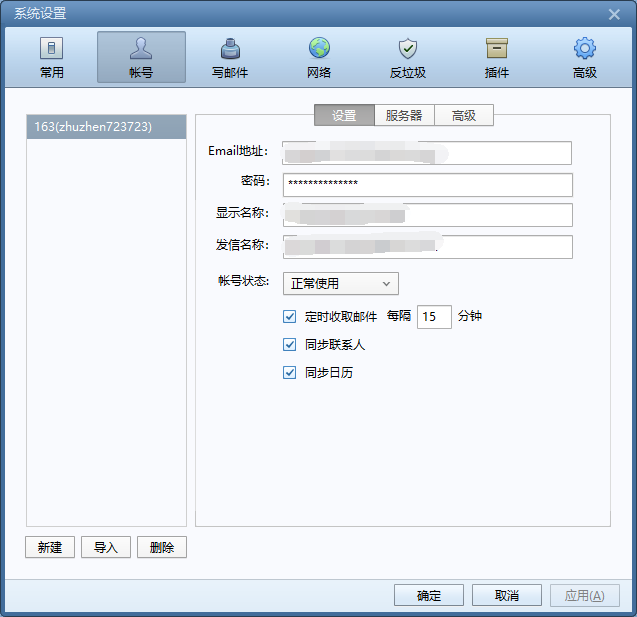 系统设置
常用 帐号 写邮件 网络 反垃圾 插件 高级
163(zhuzhen723723)
设置 服务器 高级
Email地址:
密码: **************
显示名称:
发信名称:
帐号状态: 正常使用
定时收取邮件 每隔 15 分钟
同步联系人
同步日历
新建 导入 删除
确定 取消 应用(A)